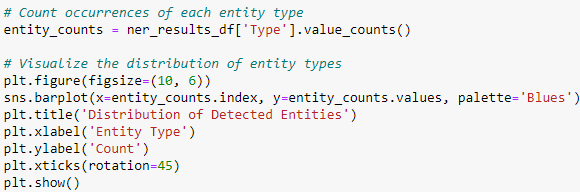 # Count occurrences of each entity type
entity_counts = ner_results_df['Type'].value_counts()

# Visualize the distribution of entity types
plt.figure(figsize=(10, 6))
sns.barplot(x=entity_counts.index, y=entity_counts.values, palette='Blues')
plt.title('Distribution of Detected Entities')
plt.xlabel('Entity Type')
plt.ylabel('Count')
plt.xticks(rotation=45)
plt.show()